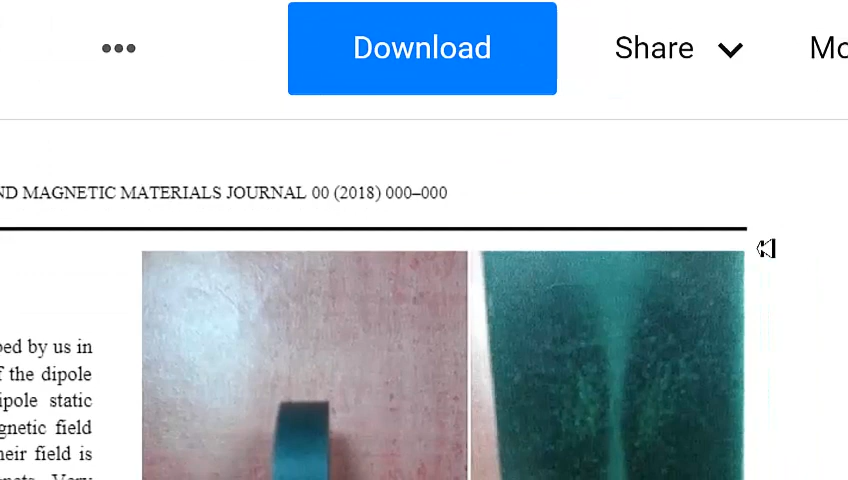 Download
Share
Mo
ND MAGNETIC MATERIALS JOURNAL 00 (2018) 000–000
bed by us in
f the dipole
ipole static
gnetic field
heir field is